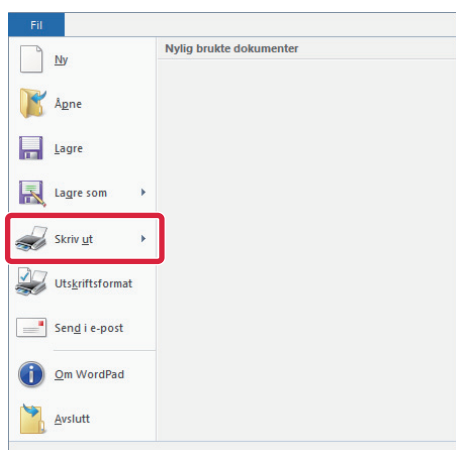 Fil
Nylig brukte dokumenter
Ny
Åpne
Lagre
Lagre som
Skriv ut
Utskriftsformat
Send i e-post
Om WordPad
Avslutt